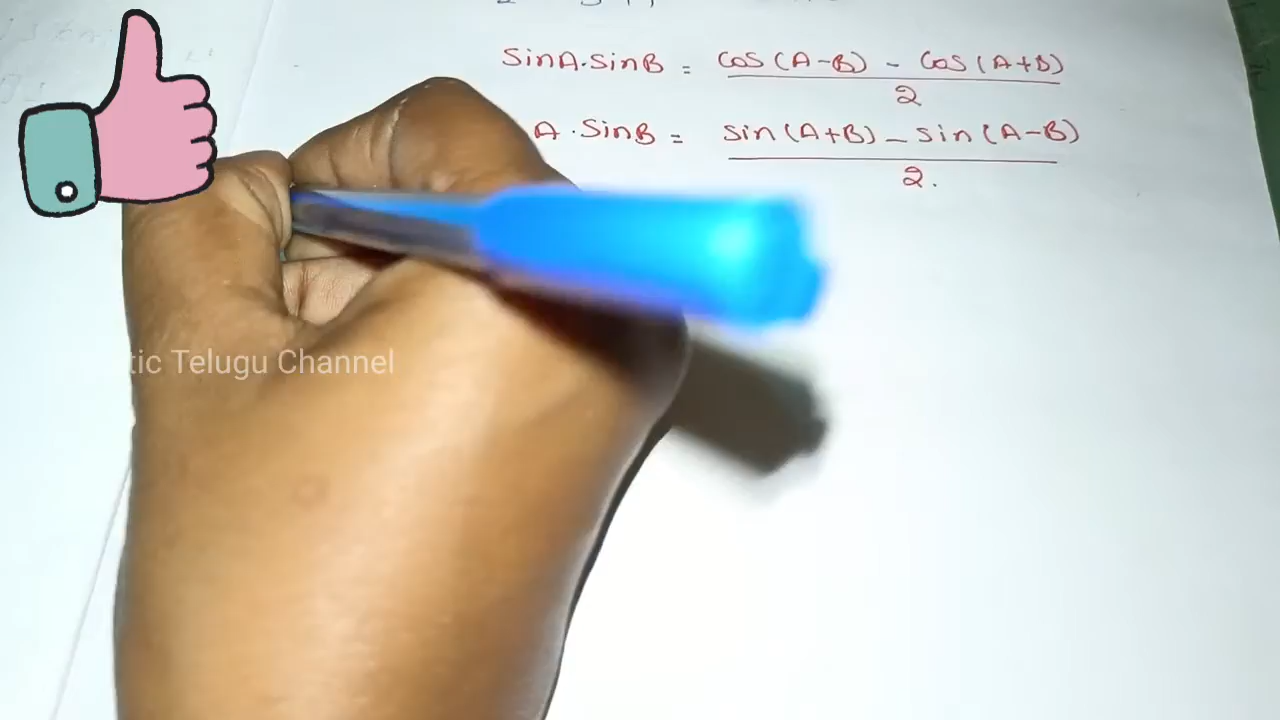 SinA.SinB = cos(A-B) - cos(A+B)
2
A.SinB = sin(A+B) - sin(A-B)
2.
tic Telugu Channel